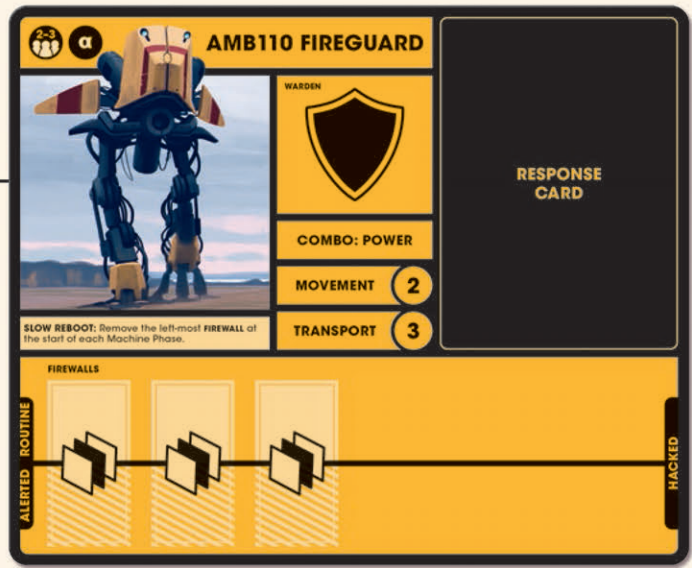 2-3
α
AMB110 FIREGUARD
WARDEN
COMBO: POWER
MOVEMENT 2
TRANSPORT 3
SLOW REBOOT: Remove the left-most FIREWALL at
the start of each Machine Phase.
RESPONSE
CARD
FIREWALLS
ROUTINE
ALERTED
HACKED